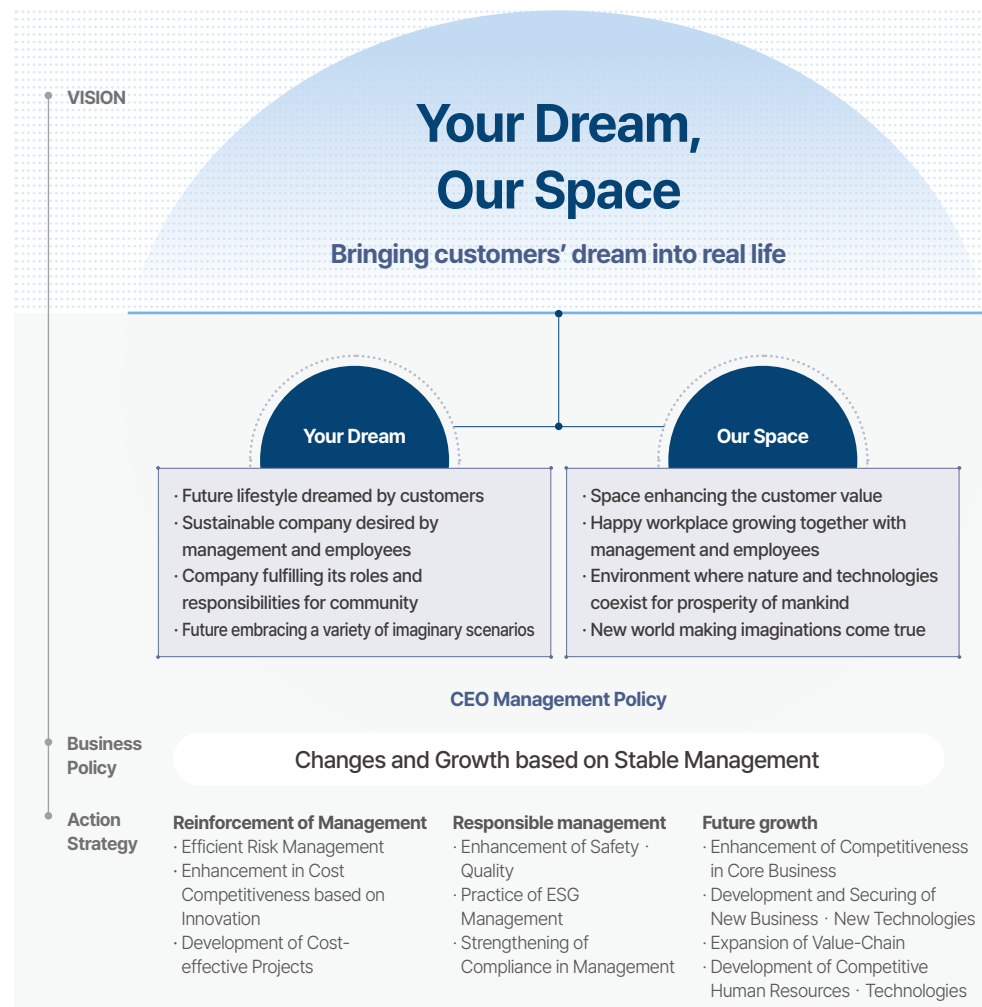 VISION
Your Dream,
Our Space
Bringing customers’ dream into real life
Your Dream
· Future lifestyle dreamed by customers
· Sustainable company desired by
management and employees
· Company fulfilling its roles and
responsibilities for community
· Future embracing a variety of imaginary scenarios
Our Space
· Space enhancing the customer value
· Happy workplace growing together with
management and employees
· Environment where nature and technologies
coexist for prosperity of mankind
· New world making imaginations come true
CEO Management Policy
Business
Policy
Changes and Growth based on Stable Management
Action
Strategy
Reinforcement of Management
· Efficient Risk Management
· Enhancement in Cost
Competitiveness based on
Innovation
· Development of Cost-
effective Projects
Responsible management
· Enhancement of Safety ·
Quality
· Practice of ESG
Management
· Strengthening of
Compliance in Management
Future growth
· Enhancement of Competitiveness
in Core Business
· Development and Securing of
New Business · New Technologies
· Expansion of Value-Chain
· Development of Competitive
Human Resources · Technologies